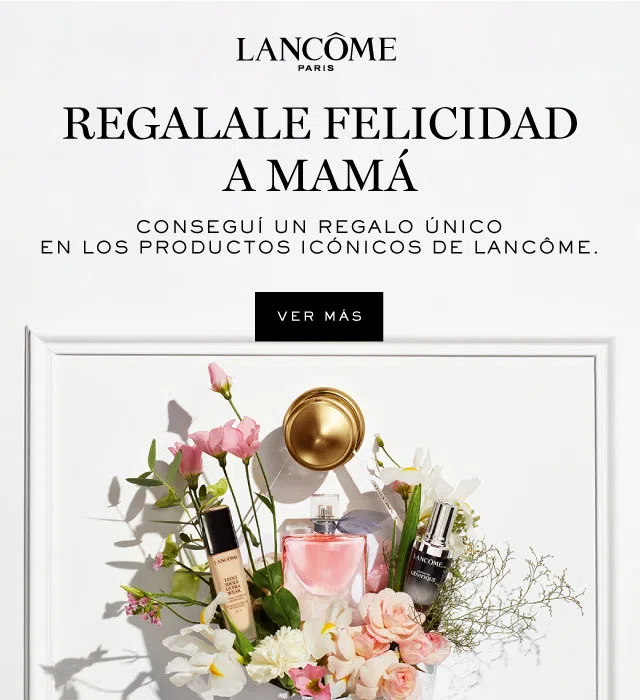 LANCÔME
PARIS
REGALALE FELICIDAD
A MAMÁ
CONSEGUÍ UN REGALO ÚNICO
EN LOS PRODUCTOS ICÓNICOS DE LANCÔME.
VER MÁS
LANCÔME
TEINT
IDOLE
ULTRA
WEAR
LANCÔME
GÉNIFIQUE